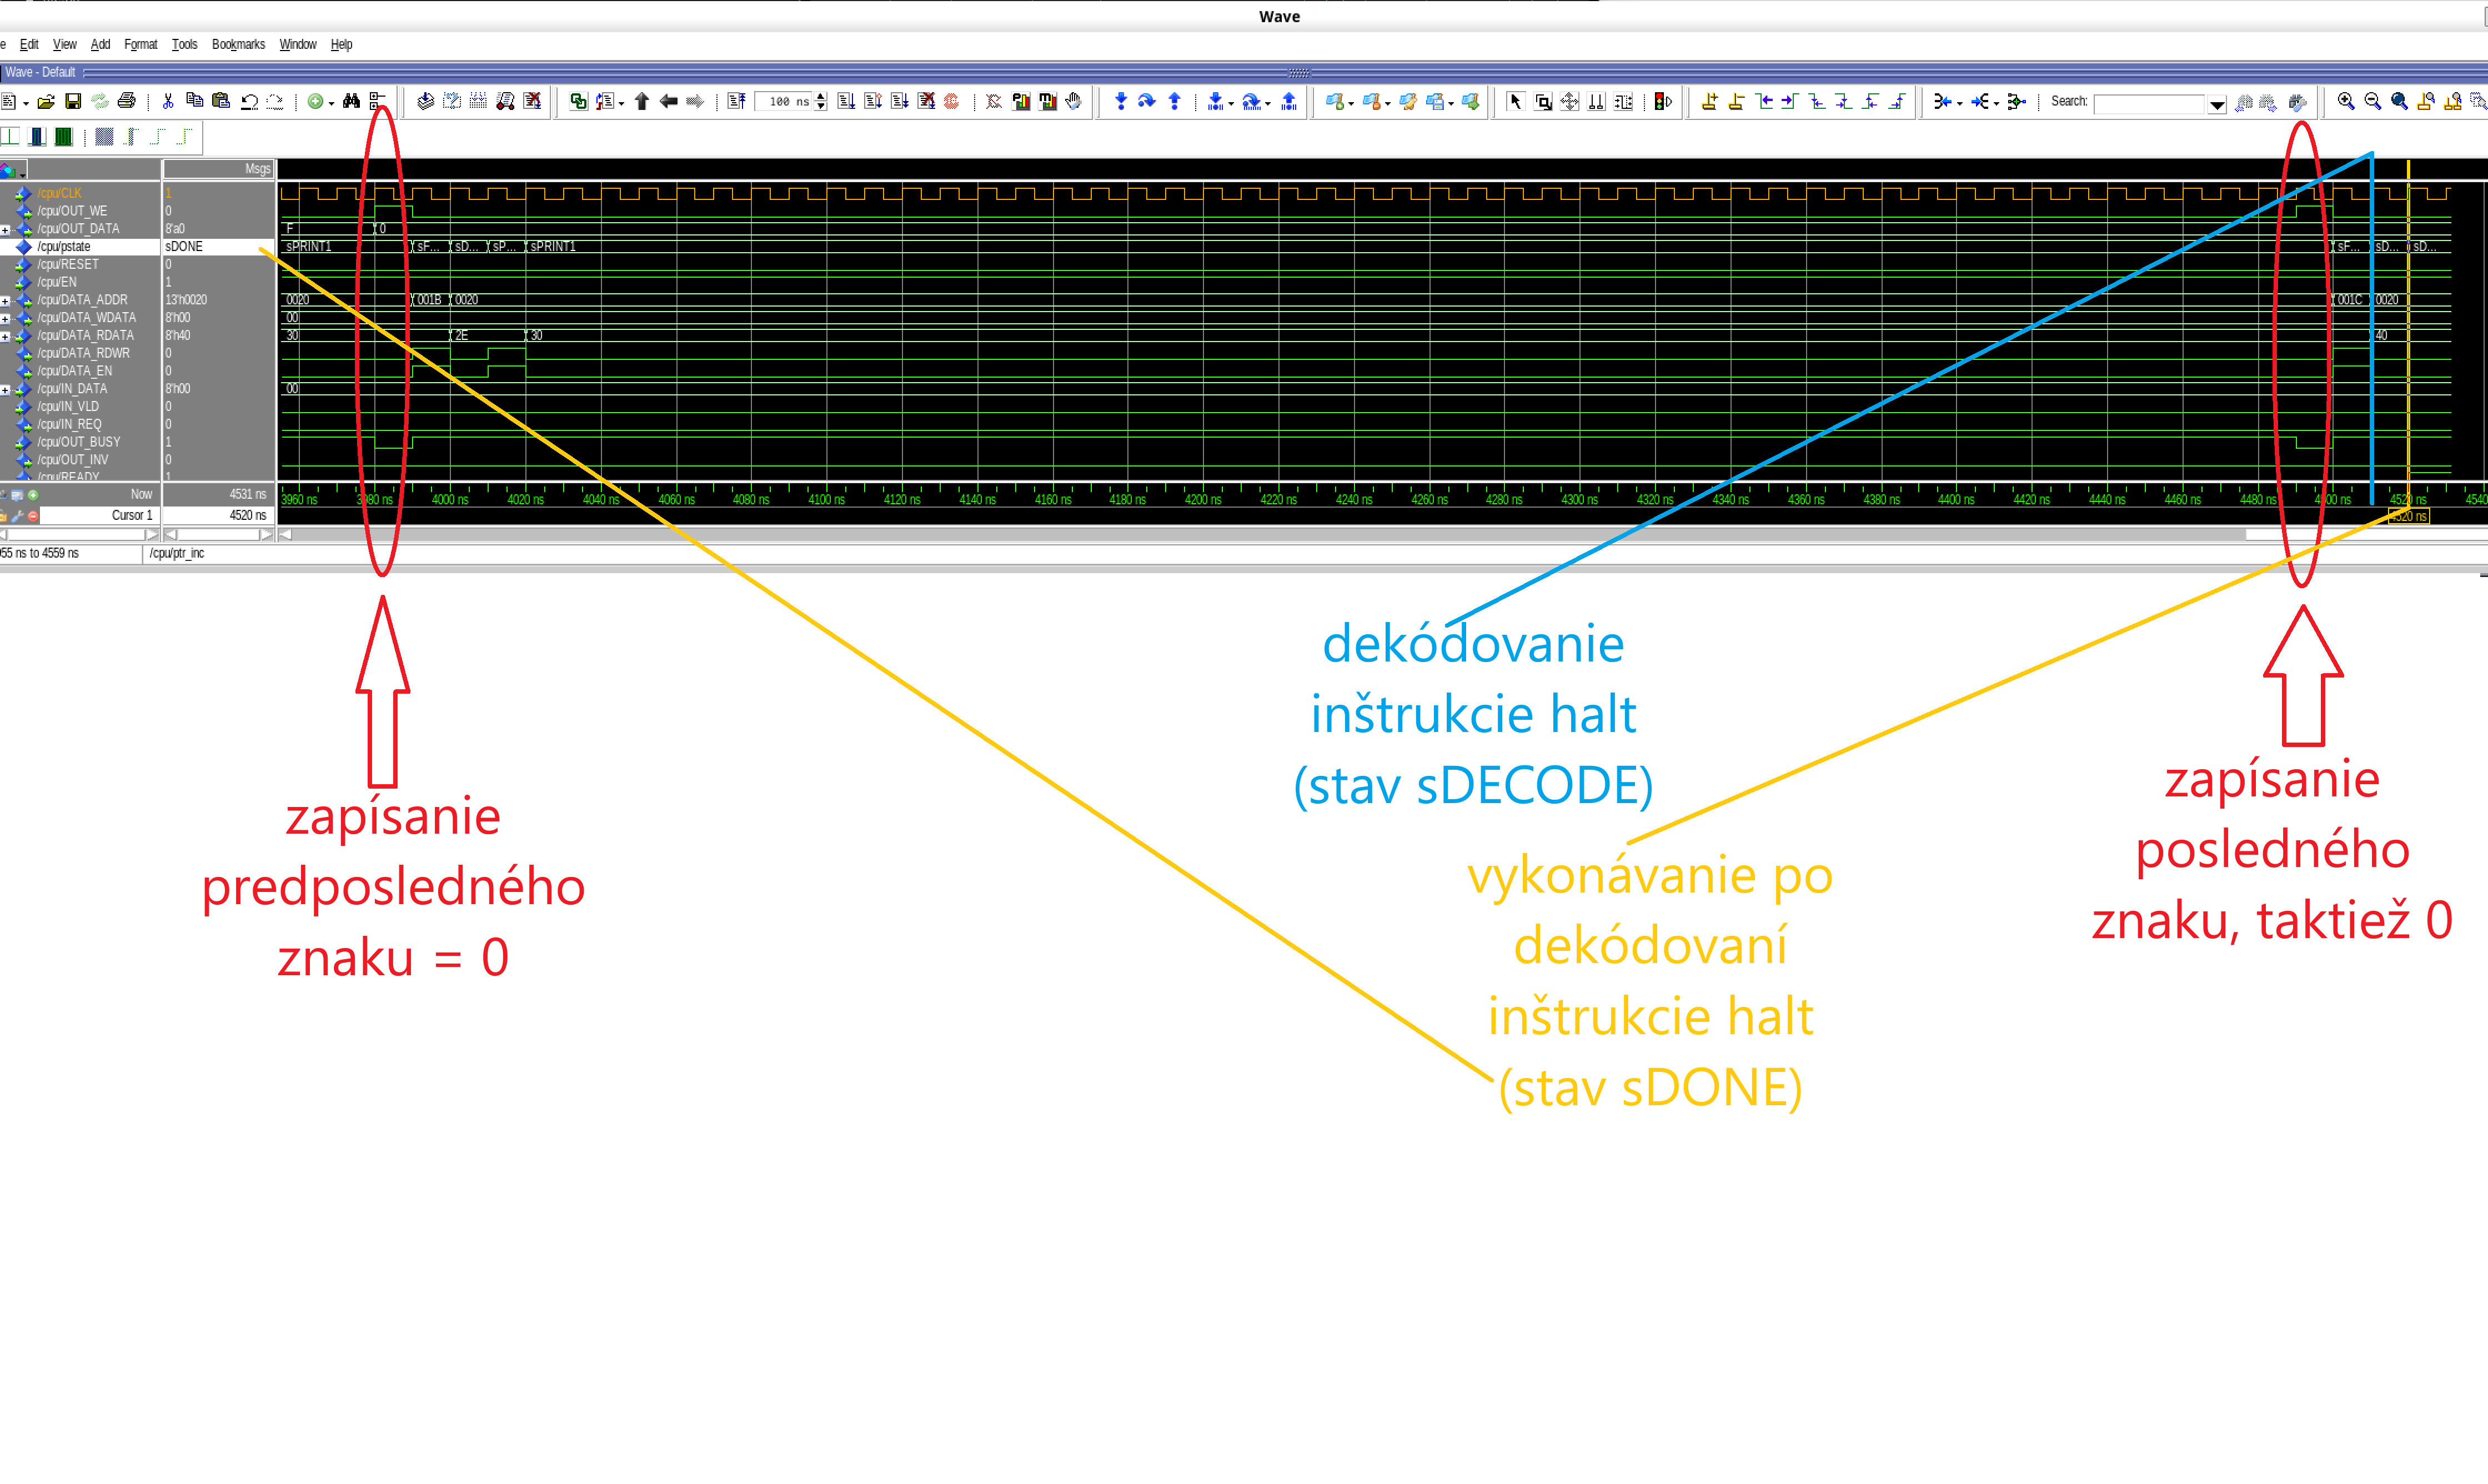 Wave
e Edit View Add Format Tools Bookmarks Window Help
Wave - Default
100 ns
Search:
Msgs
/cpu/CLK 1
/cpu/OUT_WE 0
/cpu/OUT_DATA 8'a0 F 0
/cpu/pstate sDONE sPRINT1 sF... sD... sP... sPRINT1 sF... sD... sD...
/cpu/RESET 0
/cpu/EN 1
/cpu/DATA_ADDR 13'h0020 0020 001B 0020 001C 0020
/cpu/DATA_WDATA 8'h00 00
/cpu/DATA_RDATA 8'h40 30 2E 30 40
/cpu/DATA_RDWR 0
/cpu/DATA_EN 0
/cpu/IN_DATA 8'h00 00
/cpu/IN_VLD 0
/cpu/IN_REQ 0
/cpu/OUT_BUSY 1
/cpu/OUT_INV 0
/cpu/READY 1
Now 4531 ns 3960 ns 3980 ns 4000 ns 4020 ns 4040 ns 4060 ns 4080 ns 4100 ns 4120 ns 4140 ns 4160 ns 4180 ns 4200 ns 4220 ns 4240 ns 4260 ns 4280 ns 4300 ns 4320 ns 4340 ns 4360 ns 4380 ns 4400 ns 4420 ns 4440 ns 4460 ns 4480 ns 4500 ns 4520 ns 4540
Cursor 1 4520 ns 4520 ns
55 ns to 4559 ns /cpu/ptr_inc
dekódovanie
inštrukcie halt
(stav sDECODE)
zapísanie
predposledného
znaku = 0
vykonávanie po
dekódovaní
inštrukcie halt
(stav sDONE)
zapísanie
posledného
znaku, taktiež 0